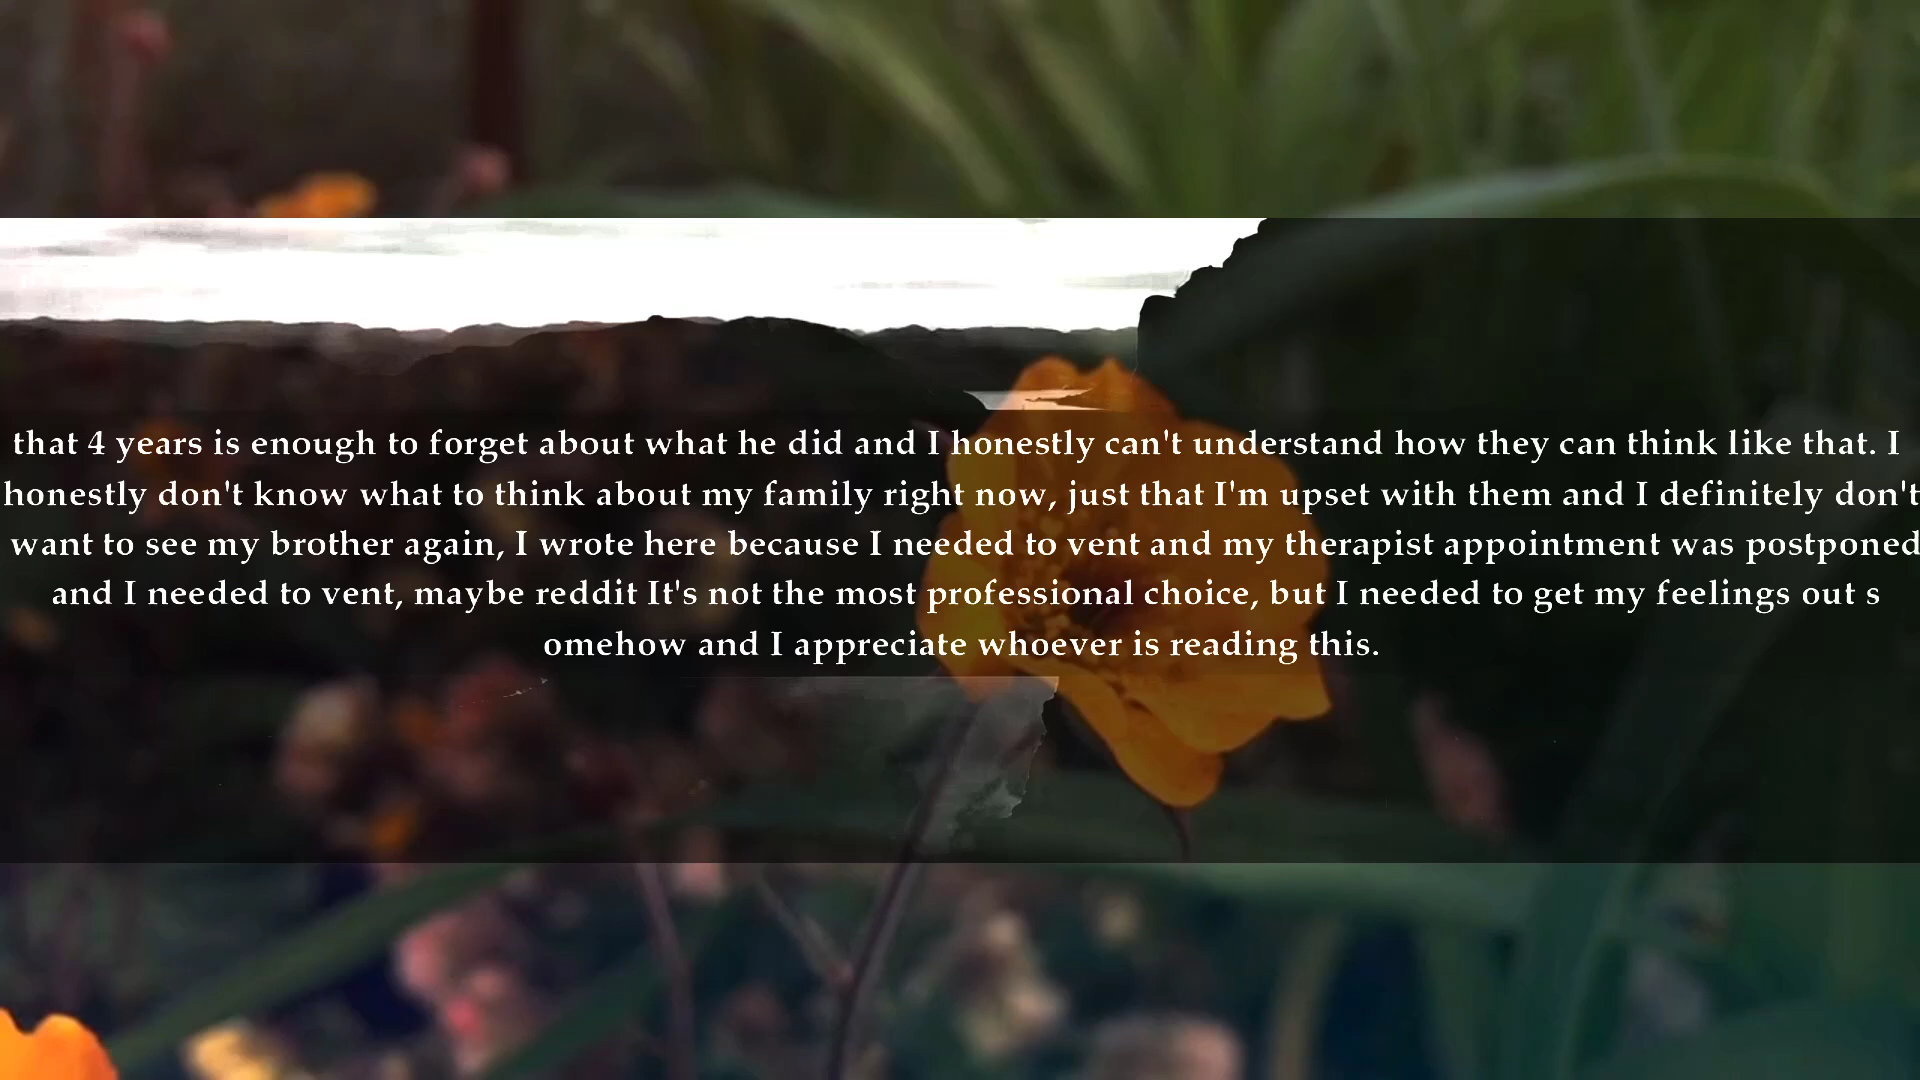 that 4 years is enough to forget about what he did and I honestly can't understand how they can think like that. I
honestly don't know what to think about my family right now, just that I'm upset with them and I definitely don't
want to see my brother again, I wrote here because I needed to vent and my therapist appointment was postponed
and I needed to vent, maybe reddit It's not the most professional choice, but I needed to get my feelings out s
omehow and I appreciate whoever is reading this.